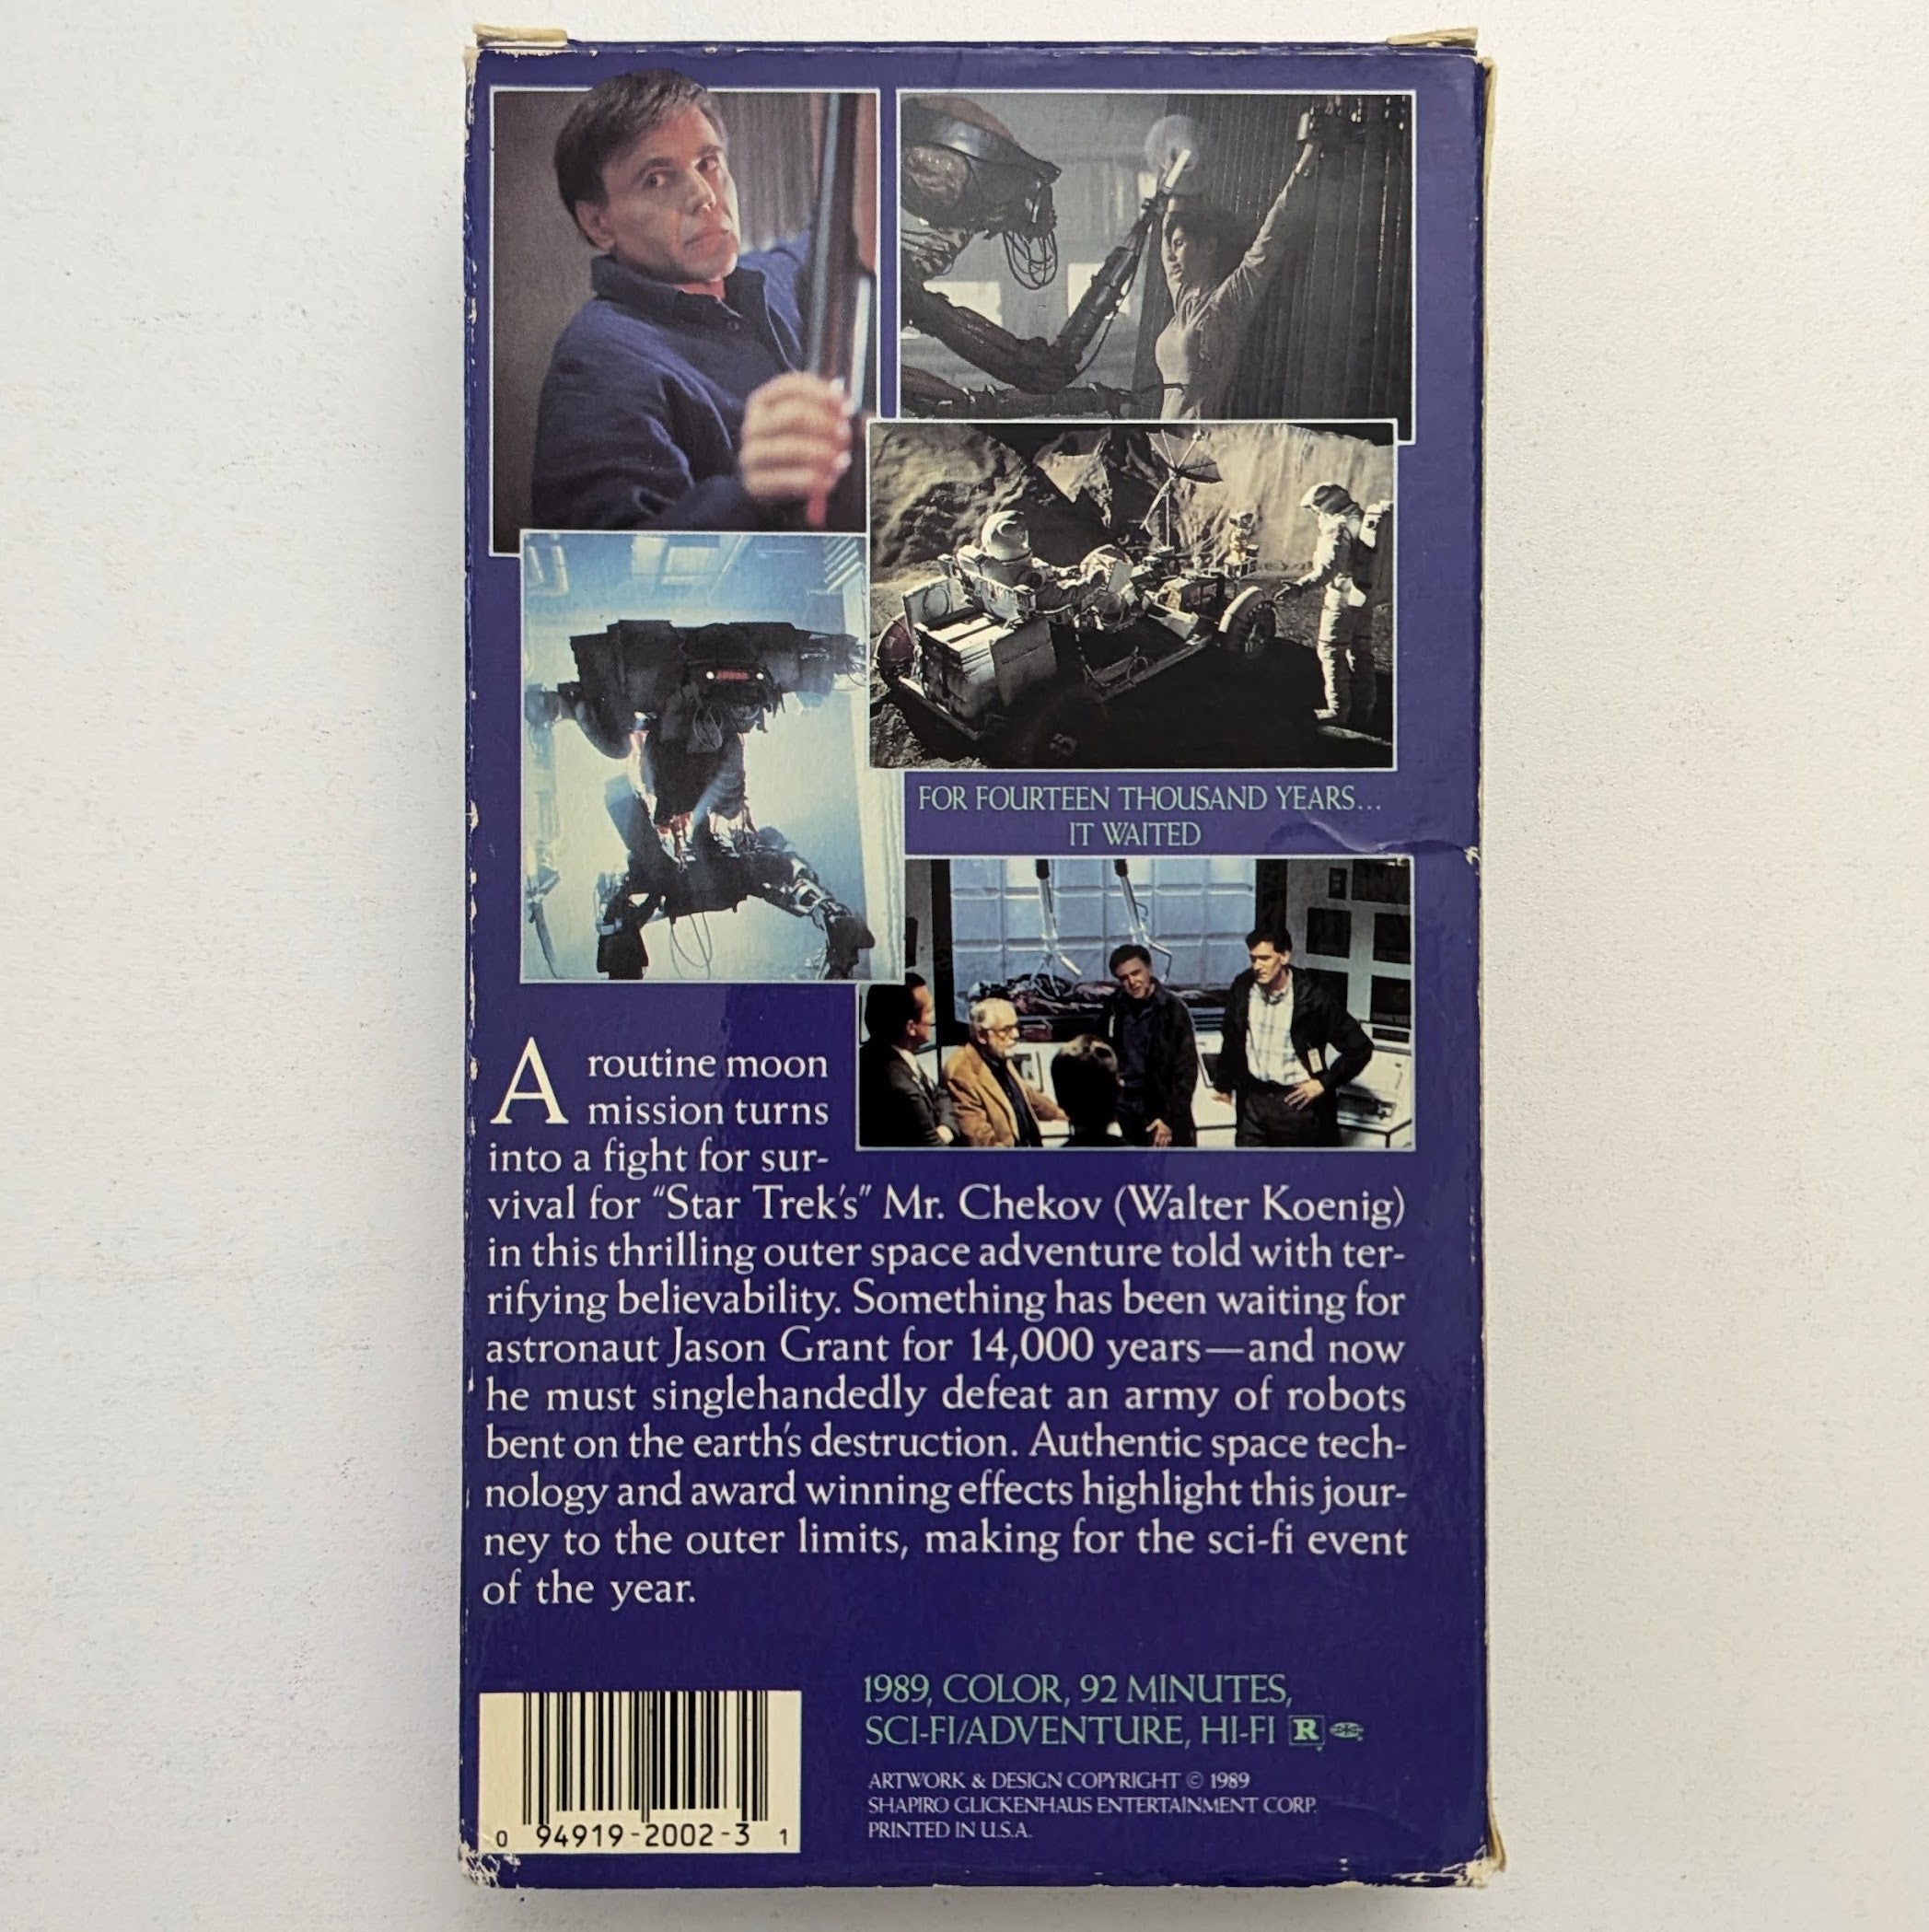 FOR FOURTEEN THOUSAND YEARS...
IT WAITED
A routine moon
mission turns
into a fight for sur-
vival for "Star Trek's" Mr. Chekov (Walter Koenig)
in this thrilling outer space adventure told with ter-
rifying believability. Something has been waiting for
astronaut Jason Grant for 14,000 years—and now
he must singlehandedly defeat an army of robots
bent on the earth's destruction. Authentic space tech-
nology and award winning effects highlight this jour-
ney to the outer limits, making for the sci-fi event
of the year.
1989, COLOR, 92 MINUTES,
SCI-FI/ADVENTURE, HI-FI R
ARTWORK & DESIGN COPYRIGHT © 1989
SHAPIRO GLICKENHAUS ENTERTAINMENT CORP.
PRINTED IN U.S.A.
0 94919-2002-3 1